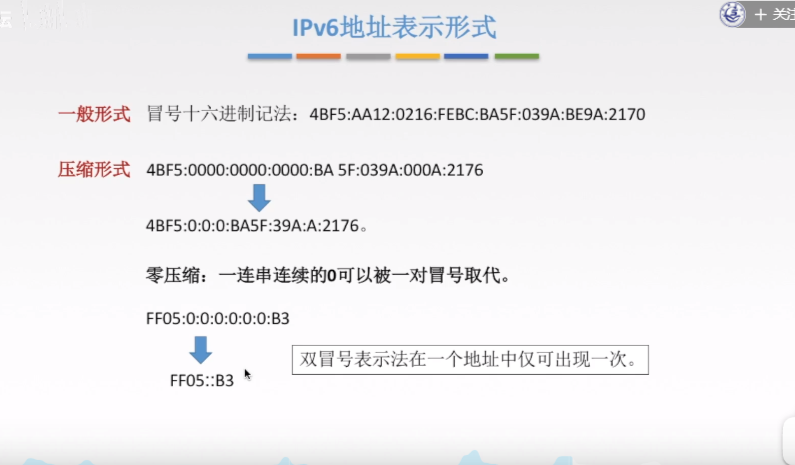 IPv6地址表示形式
+ 关注
一般形式 冒号十六进制记法：4BF5:AA12:0216:FEBC:BA5F:039A:BE9A:2170
压缩形式 4BF5:0000:0000:0000:BA 5F:039A:000A:2176
4BF5:0:0:0:BA5F:39A:A:2176。
零压缩：一连串连续的0可以被一对冒号取代。
FF05:0:0:0:0:0:0:B3
双冒号表示法在一个地址中仅可出现一次。
FF05::B3